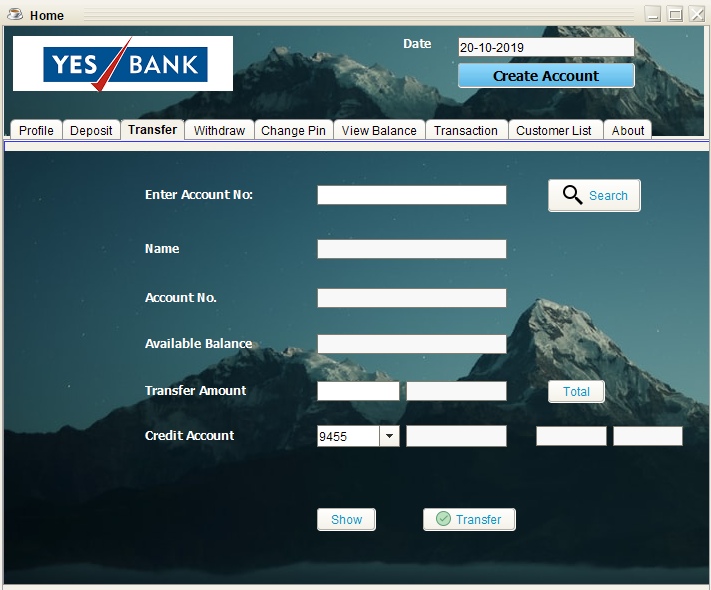 Home
YES BANK
Date 20-10-2019
Create Account
Profile Deposit Transfer Withdraw Change Pin View Balance Transaction Customer List About
Enter Account No: Search
Name
Account No.
Available Balance
Transfer Amount Total
Credit Account 9455
Show Transfer